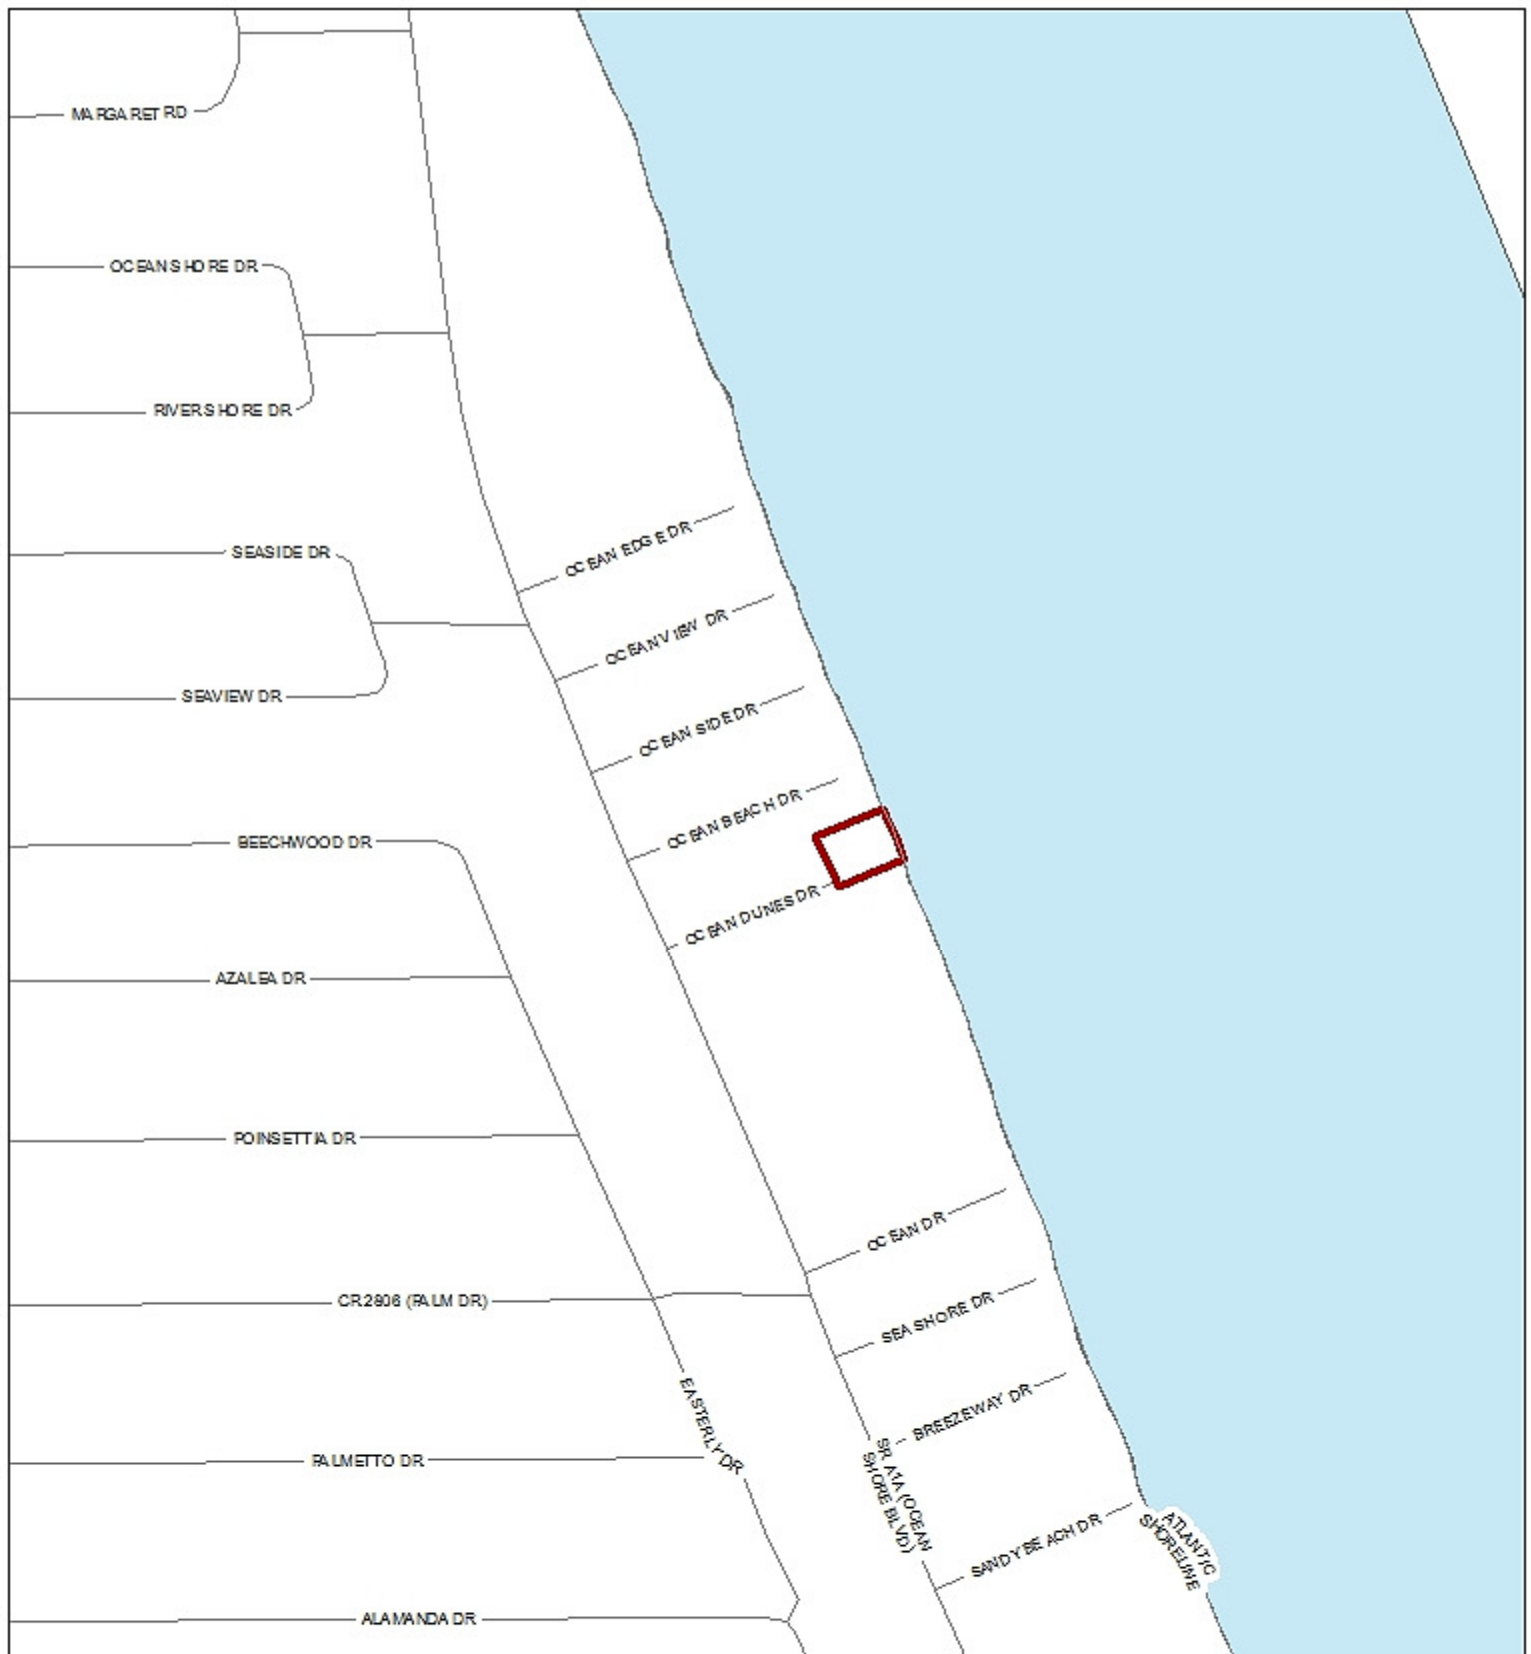 MARGARET RD
OCEANSHORE DR
RIVERSHORE DR
OCEAN EDGE DR
SEASIDE DR
OCEANVIEW DR
SEAVIEW DR
OCEAN SIDE DR
OCEAN BEACH DR
BEECHWOOD DR
OCEAN DUNES DR
AZALEA DR
POINSETTIA DR
OCEAN DR
CR 2806 (PALM DR)
SEA SHORE DR
EASTERLY DR
BREEZEWAY DR
PALMETTO DR
SR A1A (OCEAN
SHORE BLVD)
SANDY BEACH DR
ATLANTIC
SHORELINE
ALAMANDA DR